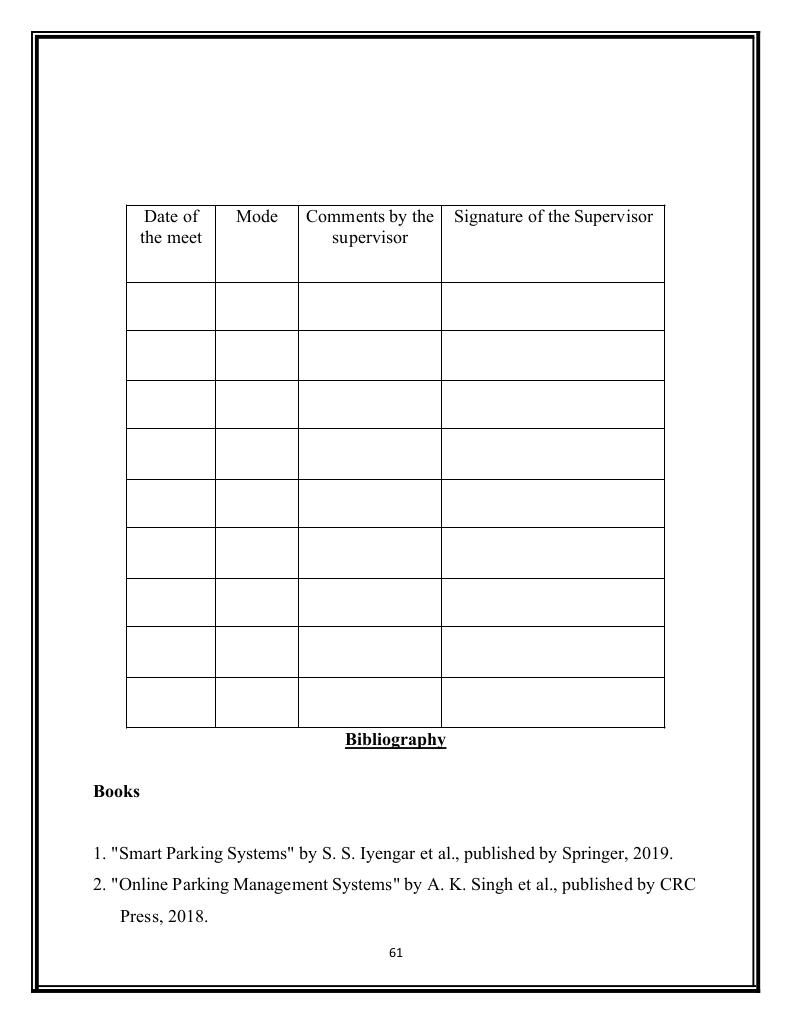 Date of Mode Comments by the Signature of the Supervisor
the meet supervisor
Bibliography
Books
1. "Smart Parking Systems" by S. S. Iyengar et al., published by Springer, 2019.
2. "Online Parking Management Systems" by A. K. Singh et al., published by CRC
Press, 2018.
61